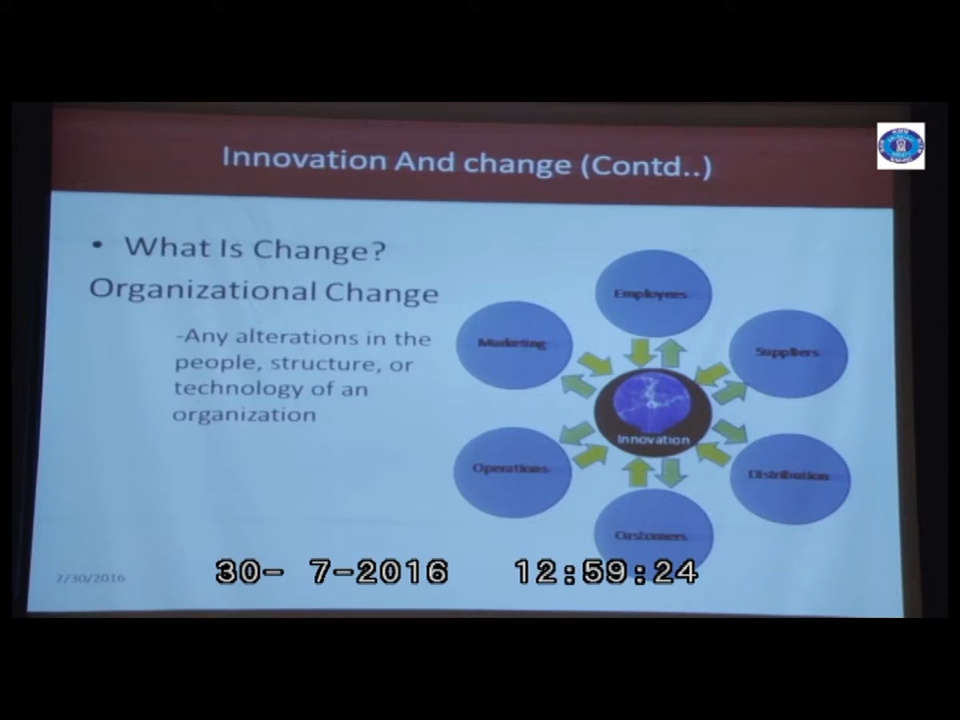 Innovation And change (Contd..)
• What Is Change?
Organizational Change
-Any alterations in the
people, structure, or
technology of an
organization
Employees
Marketing
Suppliers
Innovation
Operations
Distribution
Customers
7/30/2016
30- 7-2016 12:59:24